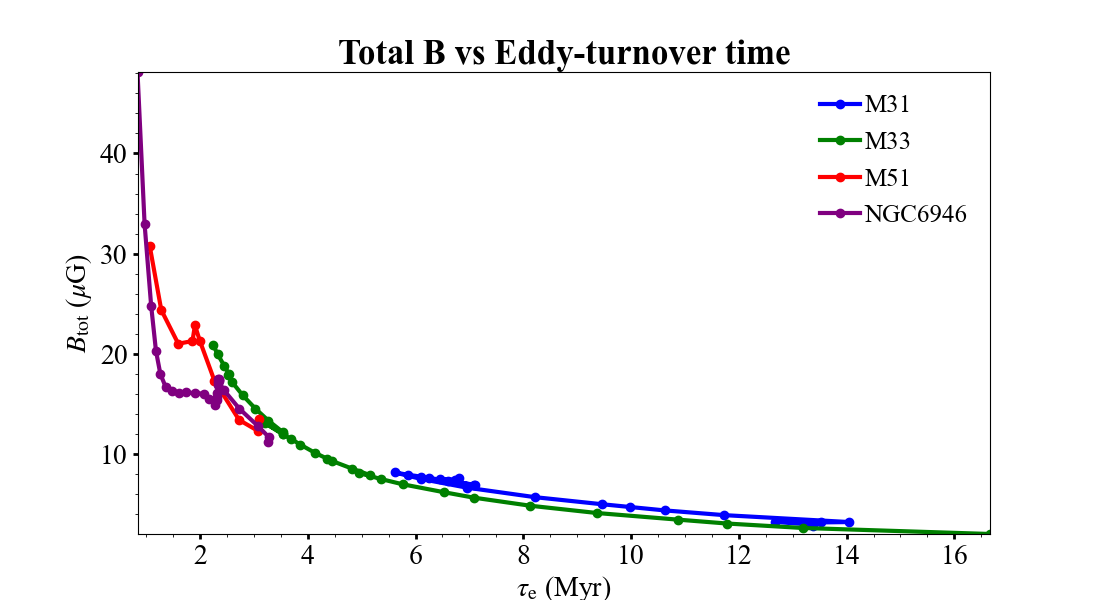 Total B vs Eddy-turnover time
M31
M33
M51
NGC6946
40
30
20
10
B_tot (μG)
2 4 6 8 10 12 14 16
τ_e (Myr)